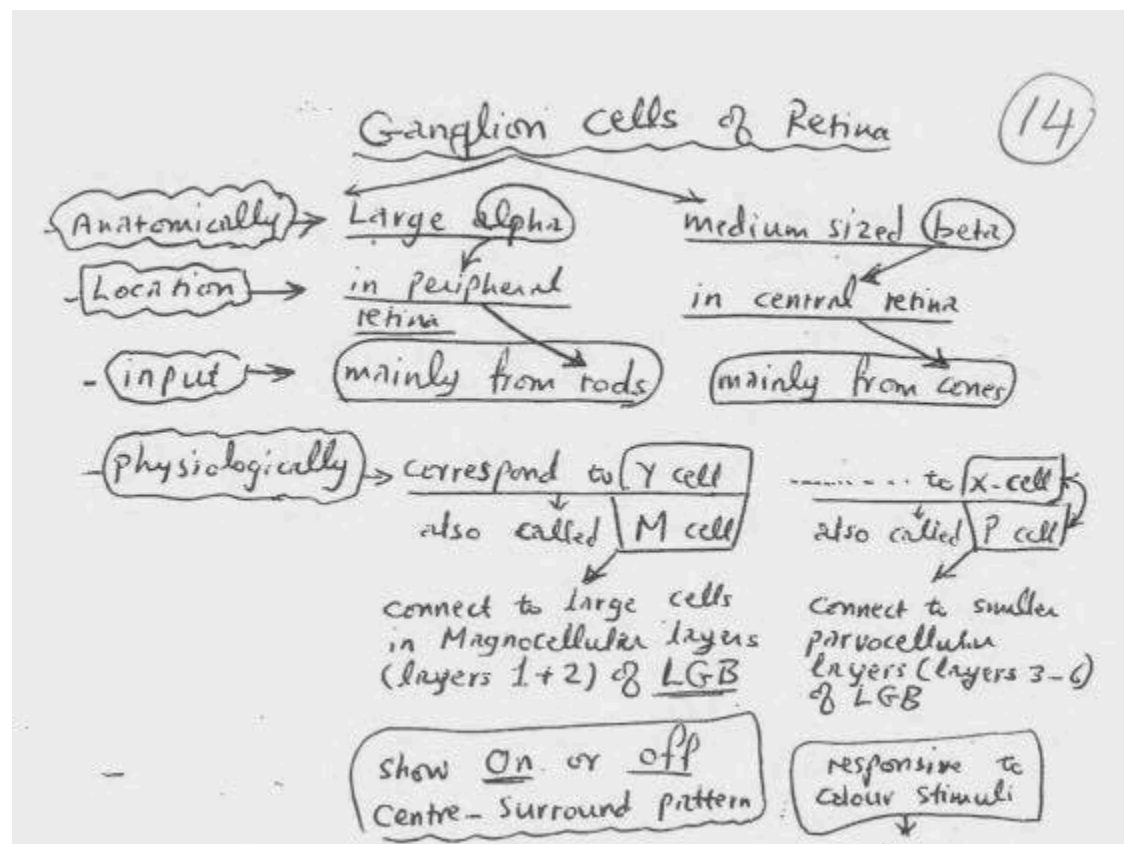 14
Ganglion cells of Retina
Anatomically Large alpha medium sized beta
Location in peripheral in central retina
retina
- input mainly from rods mainly from cones
- physiologically correspond to Y cell ........ to X-cell
also called M cell also called P cell
connect to large cells connect to smaller
in Magnocellular layers parvocellular
(layers 1+2) of LGB layers (layers 3-6)
of LGB
- show On or off responsive to
Centre-Surround pattern colour stimuli